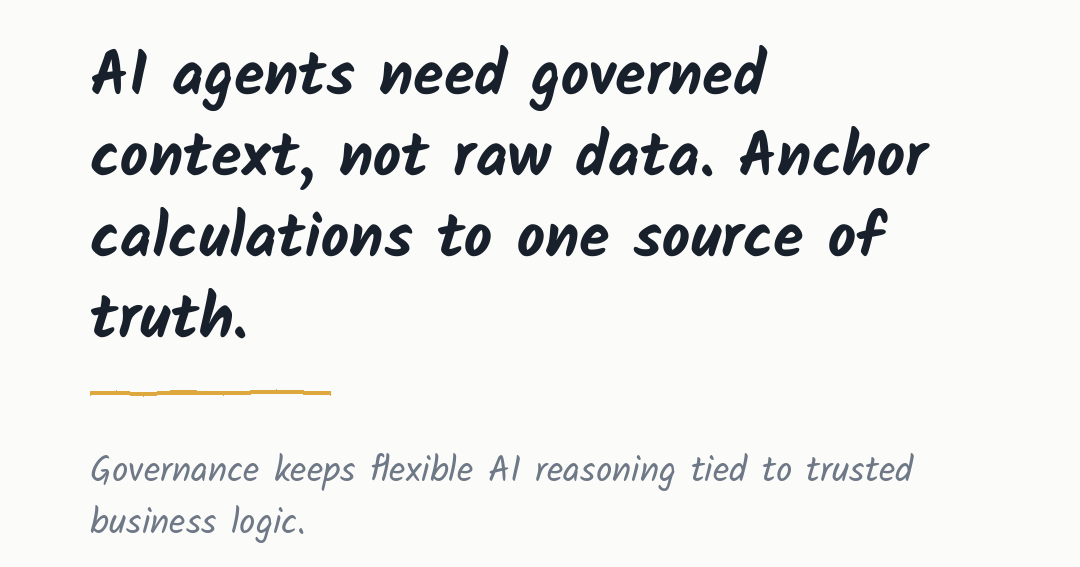 AI agents need governed
context, not raw data. Anchor
calculations to one source of
truth.
Governance keeps flexible AI reasoning tied to trusted
business logic.